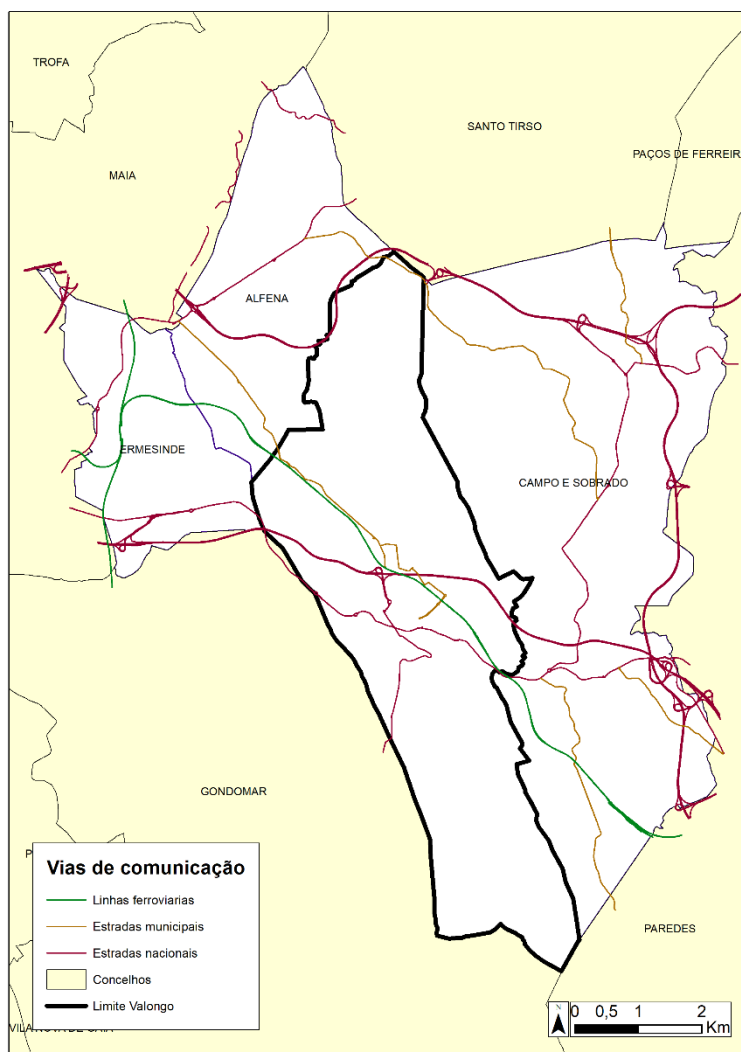 TROFA
SANTO TIRSO
PAÇOS DE FERREIR
MAIA
ALFENA
ERMESINDE
CAMPO E SOBRADO
GONDOMAR
PAREDES
Vias de comunicação
Linhas ferroviarias
Estradas municipais
Estradas nacionais
Concelhos
Limite Valongo
N
0 0,5 1 2
Km